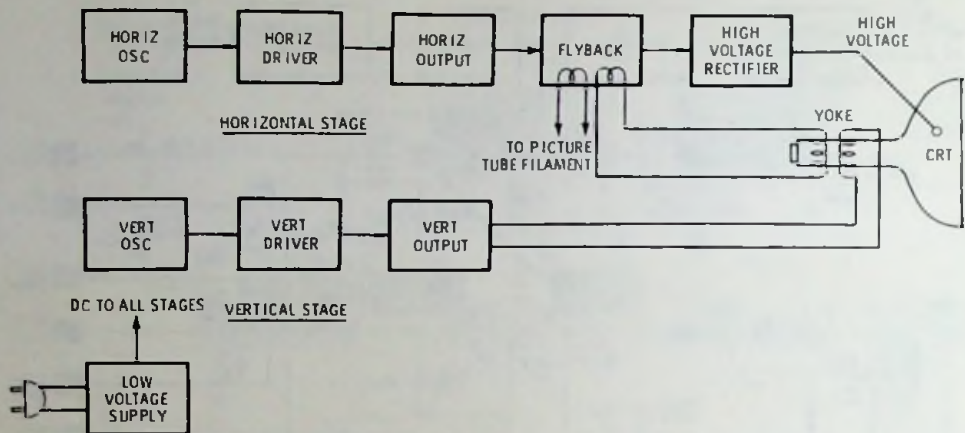 HORIZ
OSC
HORIZ
DRIVER
HORIZ
OUTPUT
FLYBACK
HIGH
VOLTAGE
RECTIFIER
HIGH
VOLTAGE
HORIZONTAL STAGE
TO PICTURE
TUBE FILAMENT
YOKE
CRT
VERT
OSC
VERT
DRIVER
VERT
OUTPUT
DC TO ALL STAGES
VERTICAL STAGE
LOW
VOLTAGE
SUPPLY